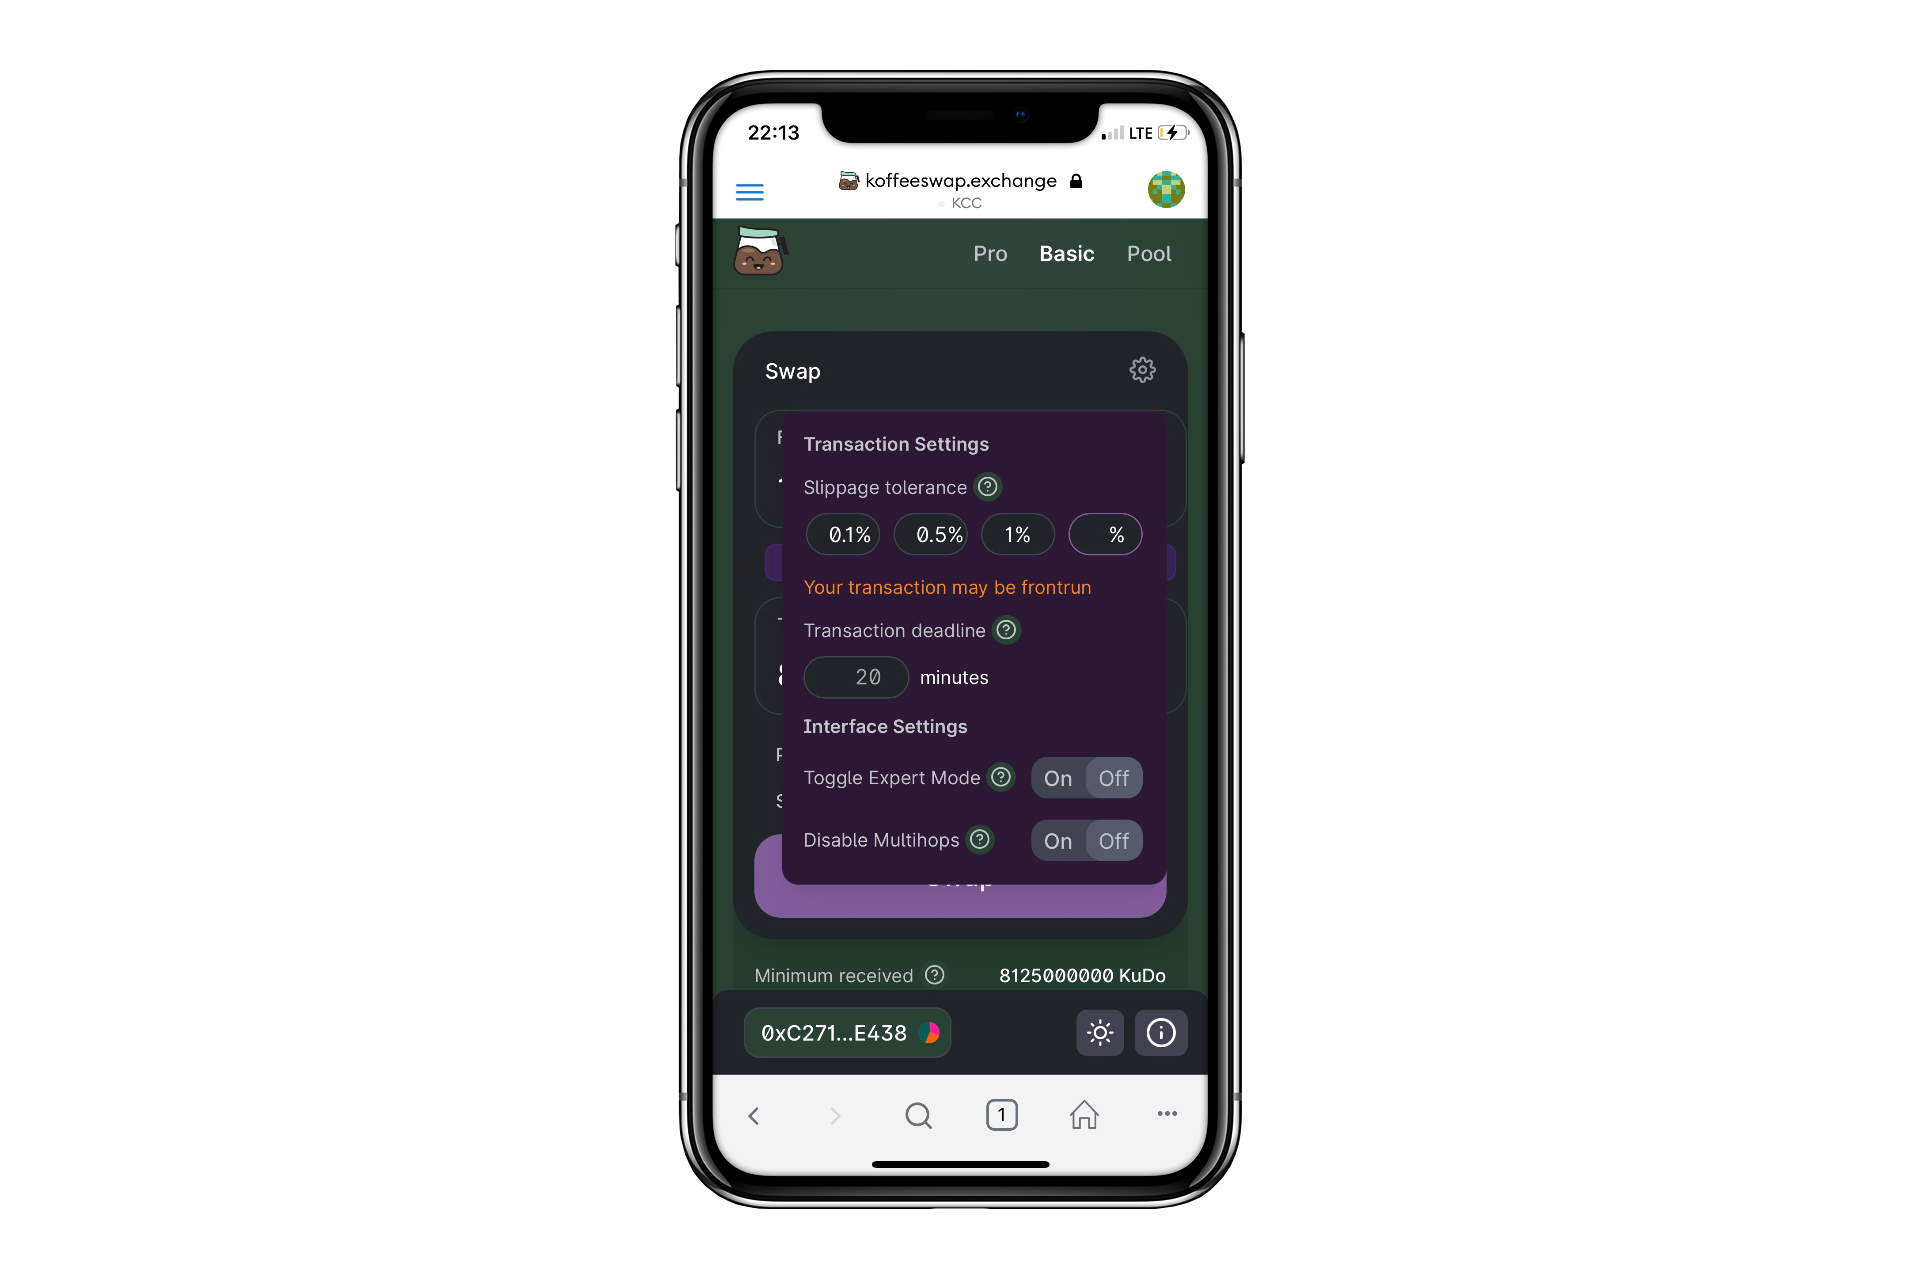 22:13
LTE
koffeeswap.exchange
KCC
Pro Basic Pool
Swap
Transaction Settings
Slippage tolerance ?
0.1% 0.5% 1% %
Your transaction may be frontrun
Transaction deadline ?
20 minutes
Interface Settings
Toggle Expert Mode ? On Off
Disable Multihops ? On Off
Swap
Minimum received ? 8125000000 KuDo
0xC271...E438
1